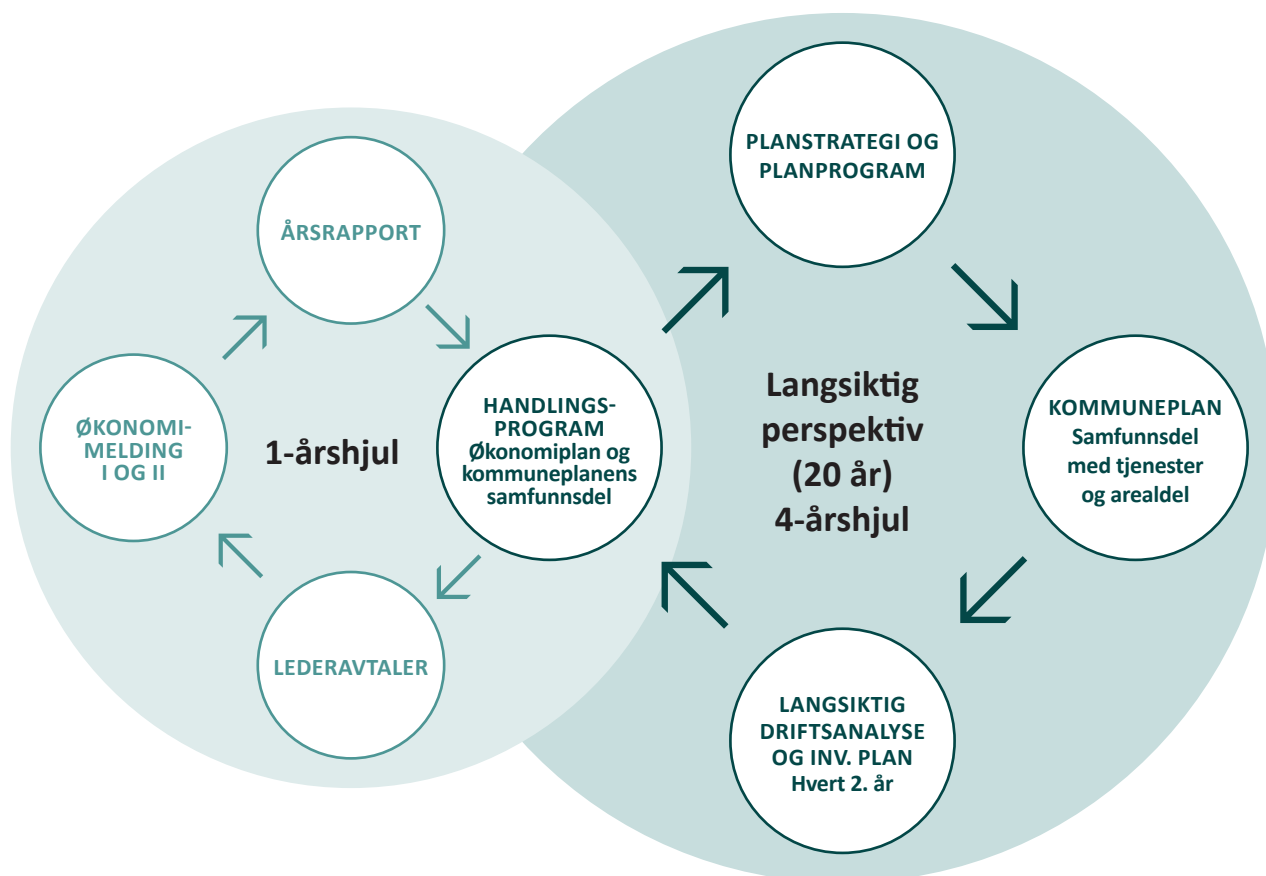 ÅRSRAPPORT
ØKONOMI-
MELDING
I OG II
1-årshjul
HANDLINGS-
PROGRAM
Økonomiplan og
kommuneplanens
samfunnsdel
LEDERAVTALER
PLANSTRATEGI OG
PLANPROGRAM
Langsiktig
perspektiv
(20 år)
4-årshjul
KOMMUNEPLAN
Samfunnsdel
med tjenester
og arealdel
LANGSIKTIG
DRIFTSANALYSE
OG INV. PLAN
Hvert 2. år